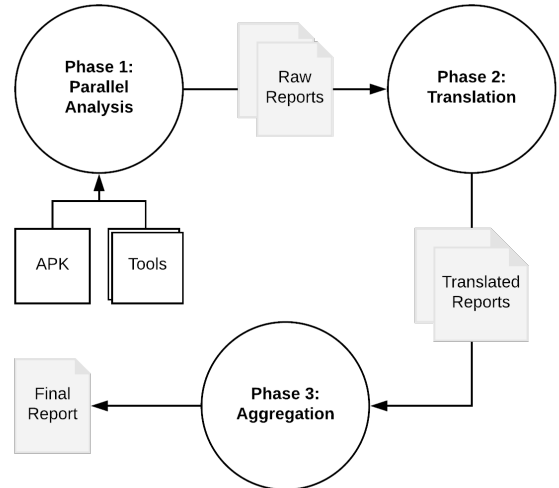 Phase 1:
Parallel
Analysis
Raw
Reports
Phase 2:
Translation
APK
Tools
Translated
Reports
Phase 3:
Aggregation
Final
Report